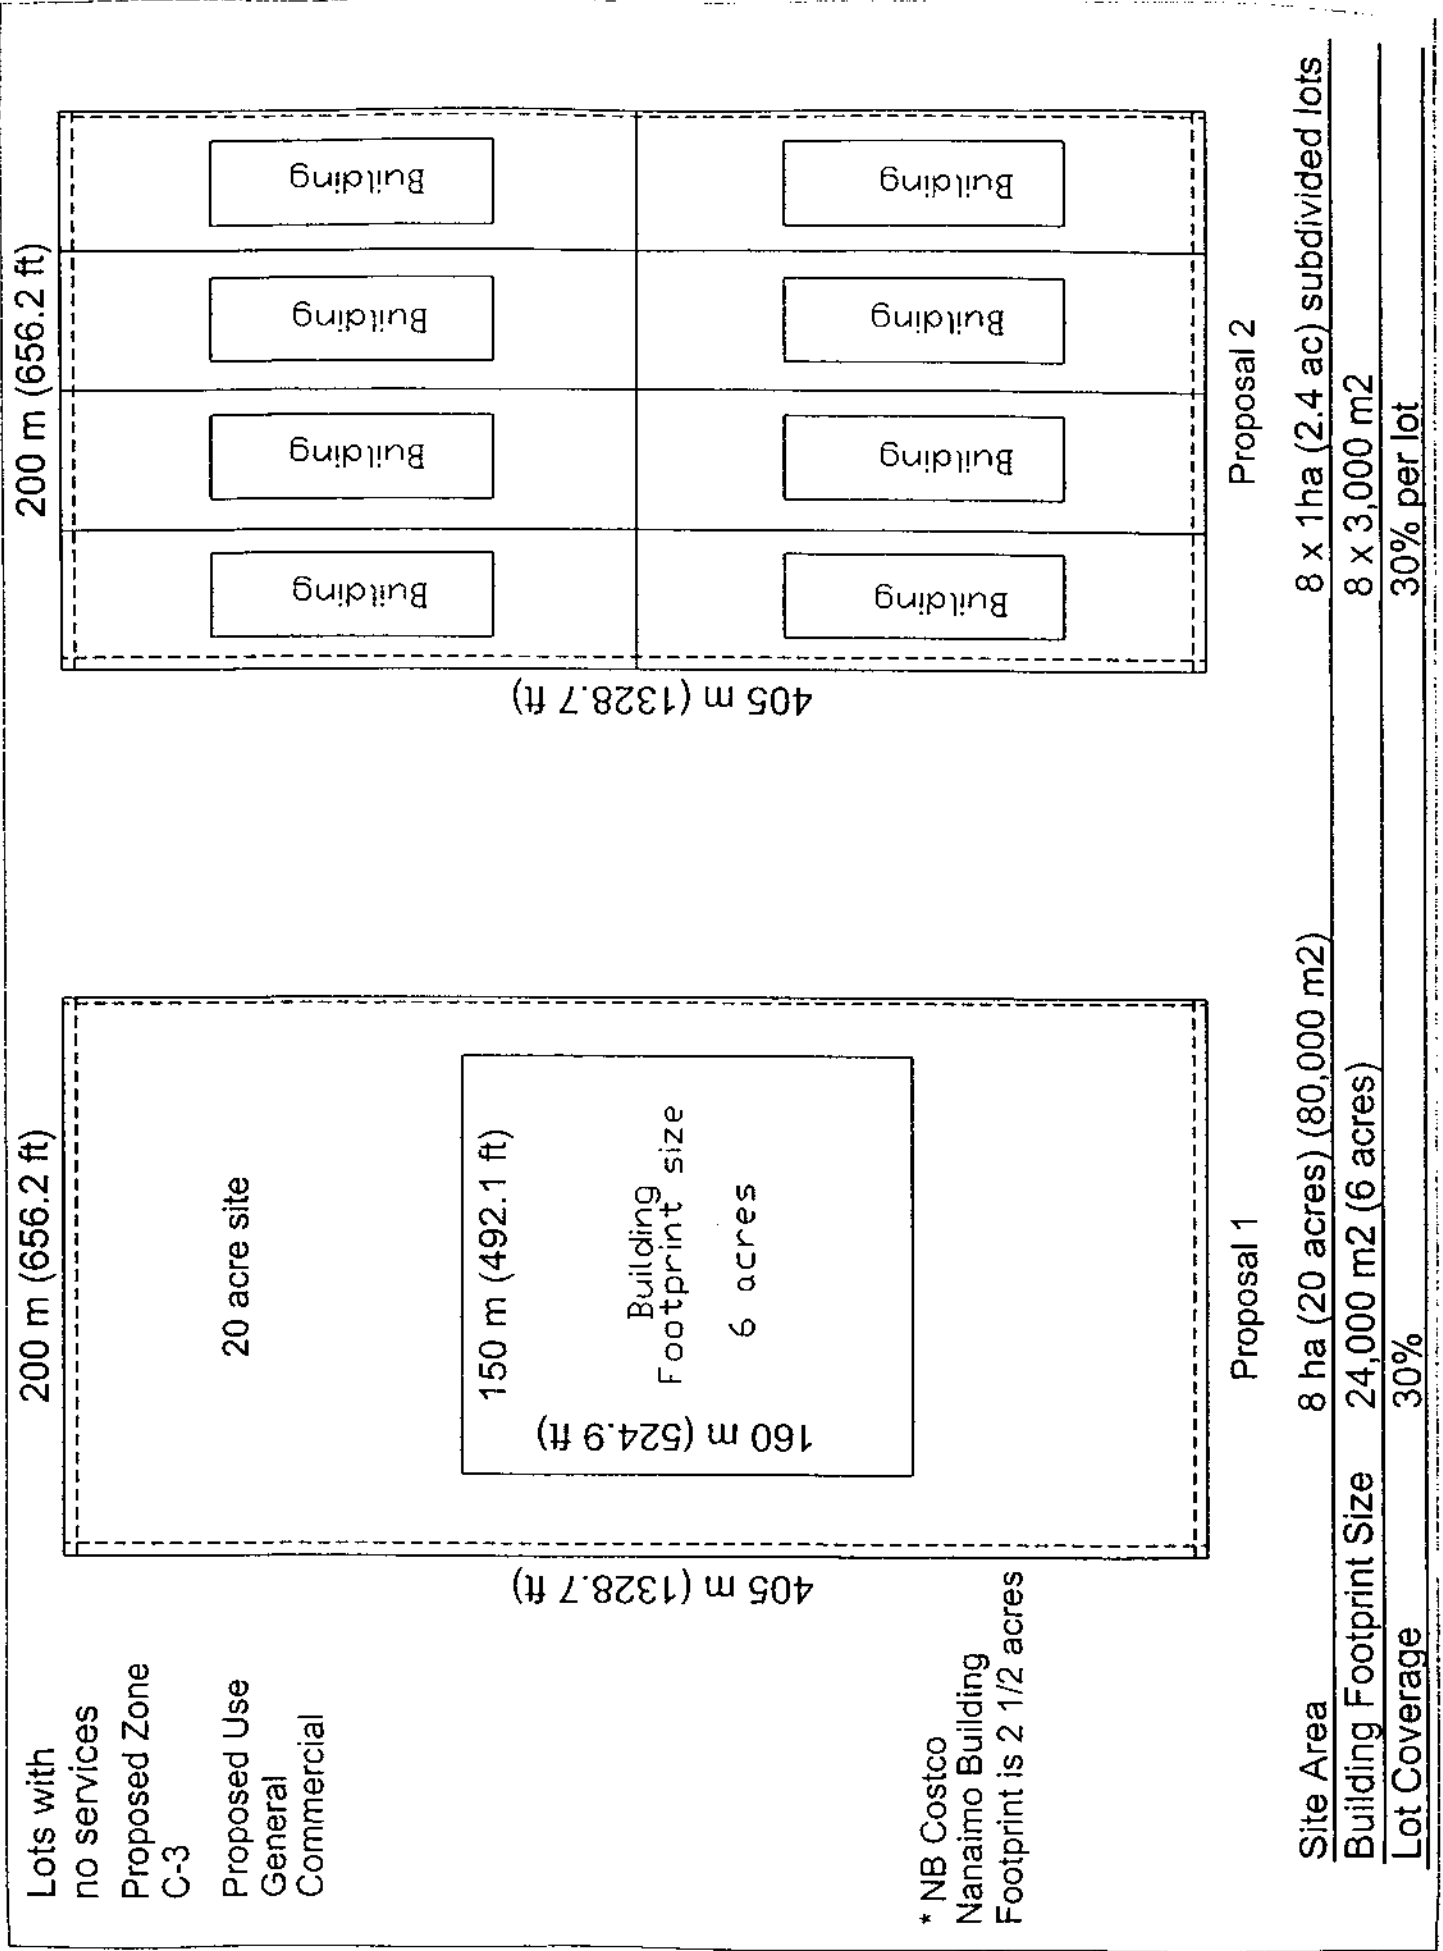 Lots with
no services
Proposed Zone
C-3
Proposed Use
General
Commercial
* NB Costco
Nanaimo Building
Footprint is 2 1/2 acres
200 m (656.2 ft)
405 m (1328.7 ft)
20 acre site
150 m (492.1 ft)
160 m (524.9 ft)
Building
Footprint size
6 acres
Proposal 1
200 m (656.2 ft)
405 m (1328.7 ft)
Building
Building
Building
Building
Building
Building
Building
Building
Proposal 2
Site Area 8 ha (20 acres) (80,000 m2) 8 x 1ha (2.4 ac) subdivided lots
Building Footprint Size 24,000 m2 (6 acres) 8 x 3,000 m2
Lot Coverage 30% 30% per lot